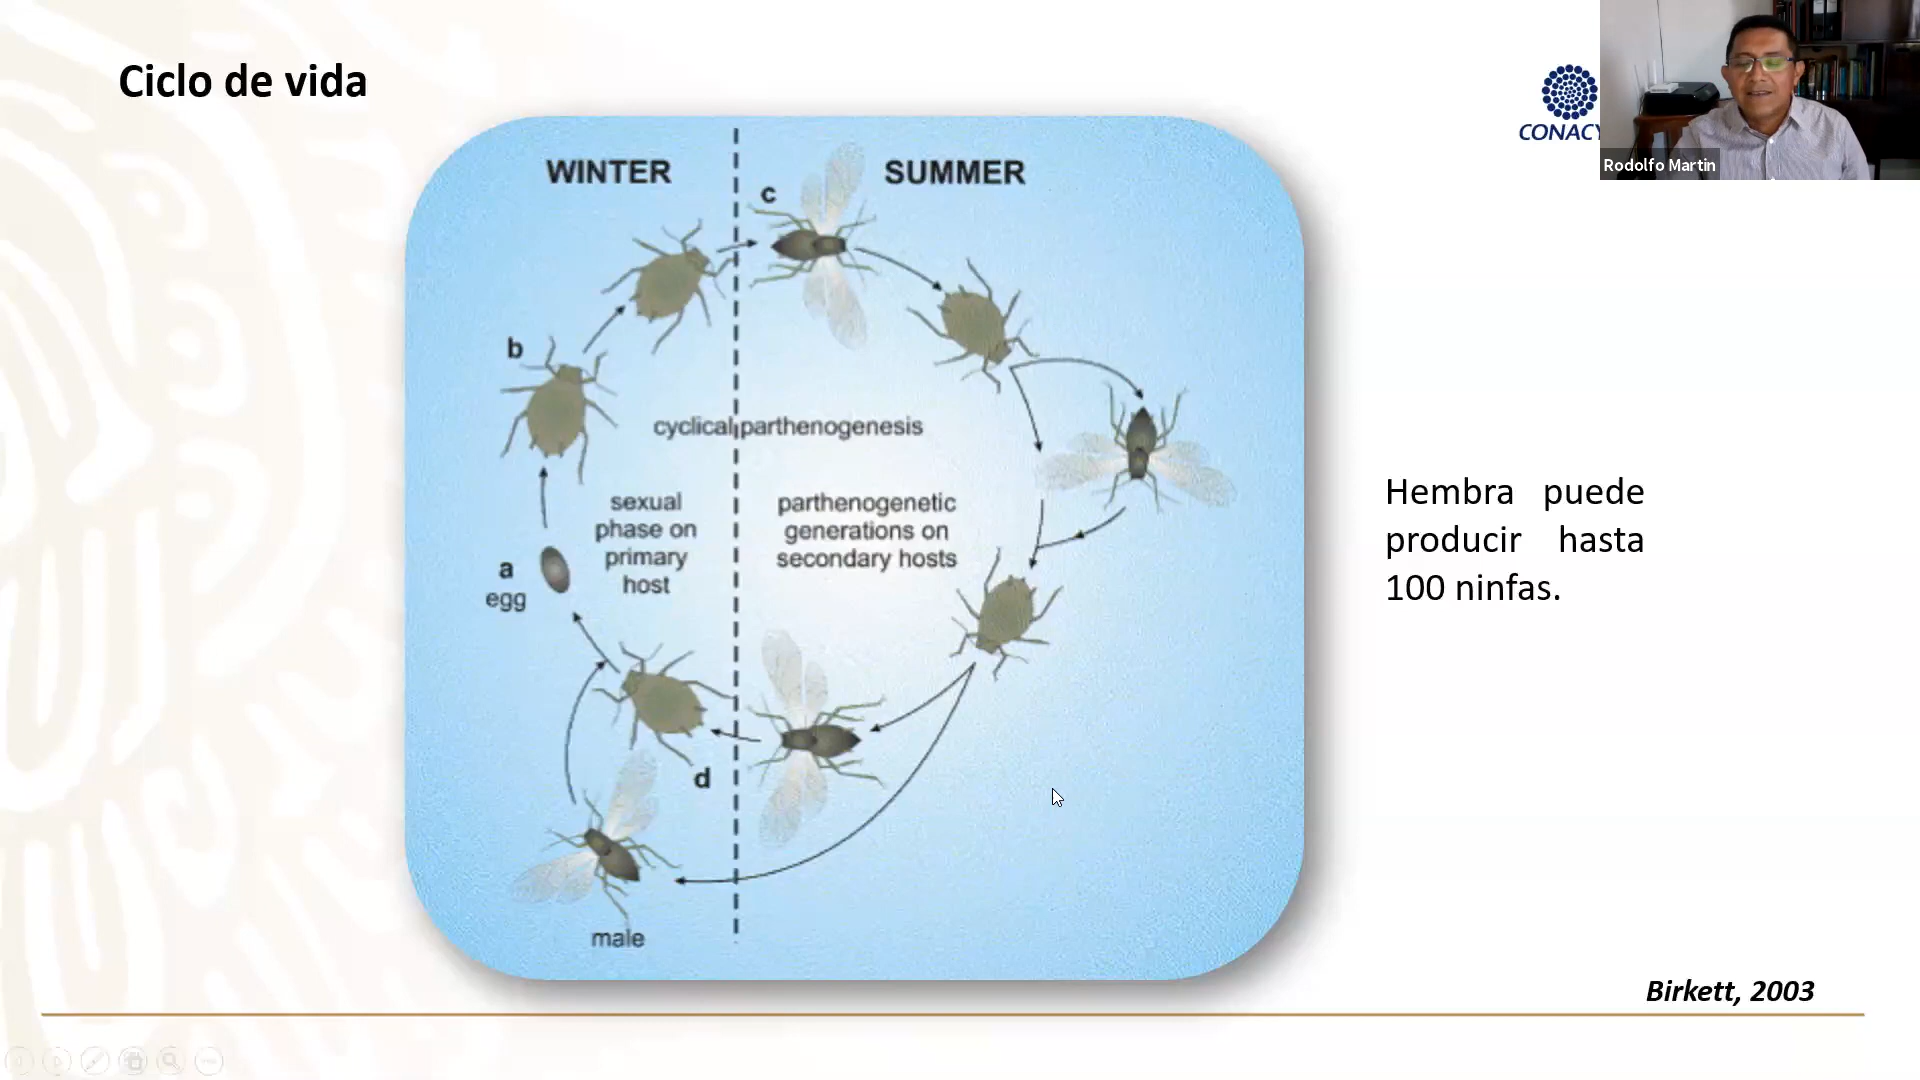 Ciclo de vida
CONACY
Rodolfo Martin
WINTER
SUMMER
c
b
cyclical parthenogenesis
sexual
phase on
primary
host
parthenogenetic
generations on
secondary hosts
a
egg
d
male
Hembra puede
producir hasta
100 ninfas.
Birkett, 2003